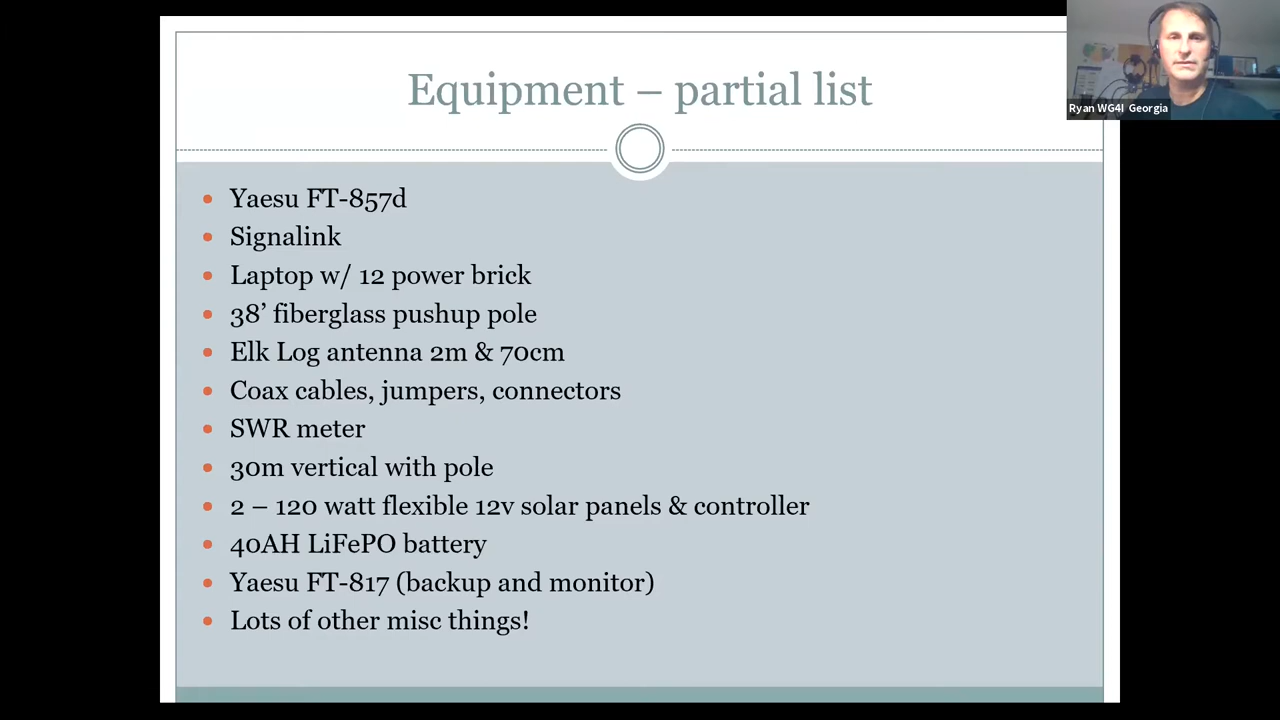 Equipment – partial list
Ryan WG4I Georgia
Yaesu FT-857d
Signalink
Laptop w/ 12 power brick
38’ fiberglass pushup pole
Elk Log antenna 2m & 70cm
Coax cables, jumpers, connectors
SWR meter
30m vertical with pole
2 – 120 watt flexible 12v solar panels & controller
40AH LiFePO battery
Yaesu FT-817 (backup and monitor)
Lots of other misc things!